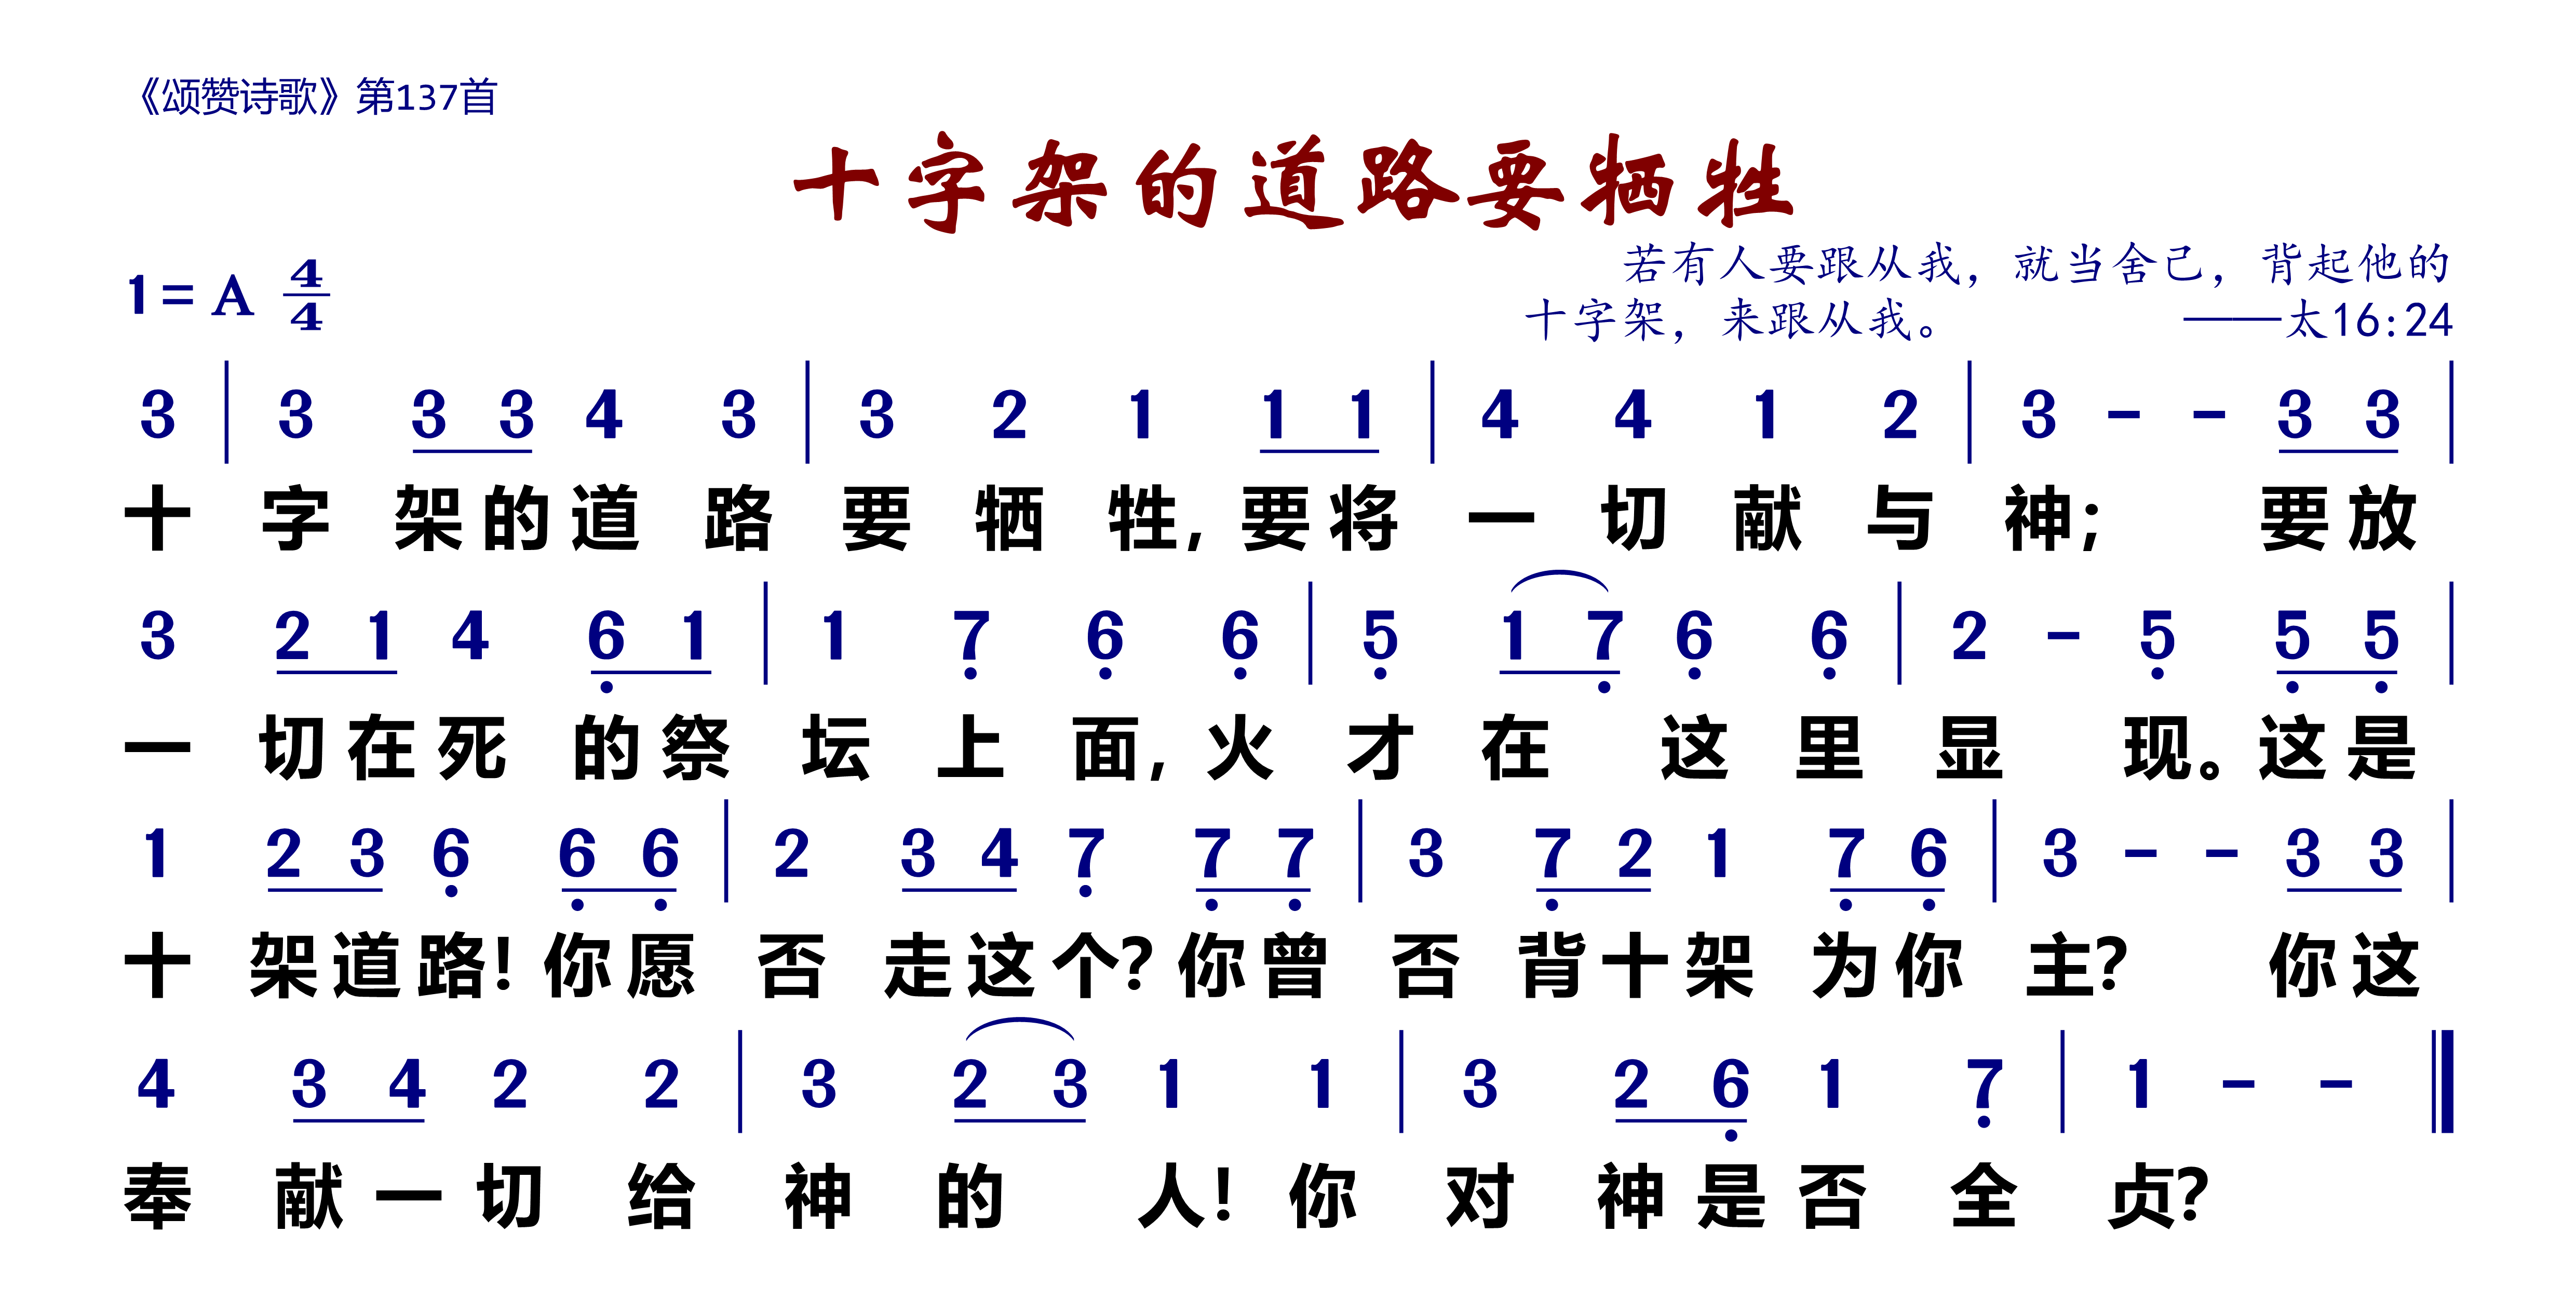 《颂赞诗歌》第137首
十字架的道路要牺牲
1= A 4/4
若有人要跟从我，就当舍己，背起他的
十字架，来跟从我。 ——太16:24
3 | 3 3 3 4 3 | 3 2 1 1 1 | 4 4 1 2 | 3 - - 3 3 |
十字架的道路要牺牲，要将一切献与神；要放
3 2 1 4 6 1 | 1 7 6 6 | 5 1 7 6 6 | 2 - 5 5 5 |
一切在死的祭坛上面，火才在这里显现。这是
1 2 3 6 6 6 | 2 3 4 7 7 7 | 3 7 2 1 7 6 | 3 - - 3 3 |
十架道路！你愿否走这个？你曾否背十架为你主？你这
4 3 4 2 2 | 3 2 3 1 1 | 3 2 6 1 7 | 1 - - ‖
奉献一切给神的人！你对神是否全贞？